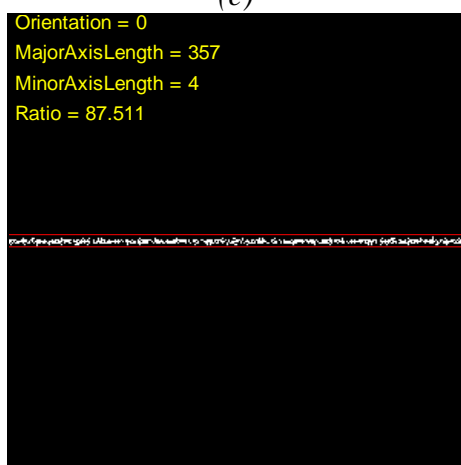 (c)
Orientation = 0
MajorAxisLength = 357
MinorAxisLength = 4
Ratio = 87.511